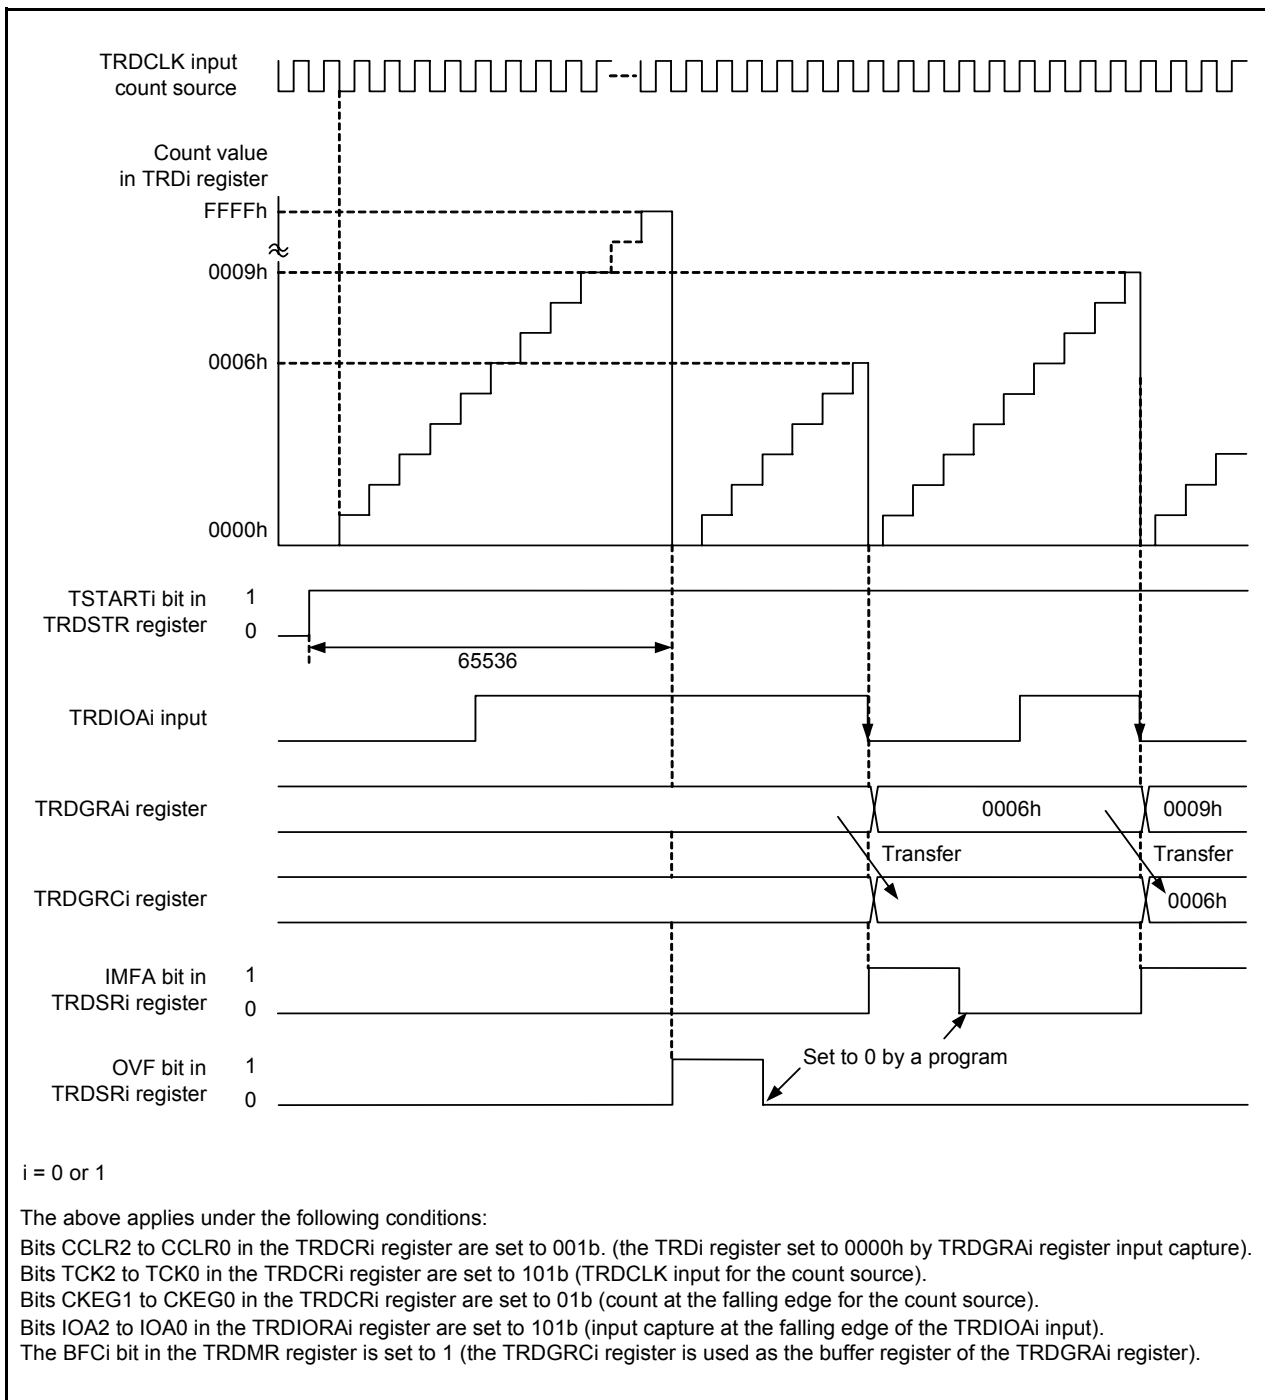 TRDCLK input
count source
Count value
in TRDi register
FFFFh
0009h
0006h
0000h
TSTARTi bit in
TRDSTR register
1
0
65536
TRDIOAi input
TRDGRAi register
0006h
0009h
Transfer
Transfer
TRDGRCi register
0006h
IMFA bit in
TRDSRi register
1
0
Set to 0 by a program
OVF bit in
TRDSRi register
1
0
i = 0 or 1
The above applies under the following conditions:
Bits CCLR2 to CCLR0 in the TRDCRi register are set to 001b. (the TRDi register set to 0000h by TRDGRAi register input capture).
Bits TCK2 to TCK0 in the TRDCRi register are set to 101b (TRDCLK input for the count source).
Bits CKEG1 to CKEG0 in the TRDCRi register are set to 01b (count at the falling edge for the count source).
Bits IOA2 to IOA0 in the TRDIORAi register are set to 101b (input capture at the falling edge of the TRDIOAi input).
The BFCi bit in the TRDMR register is set to 1 (the TRDGRCi register is used as the buffer register of the TRDGRAi register).